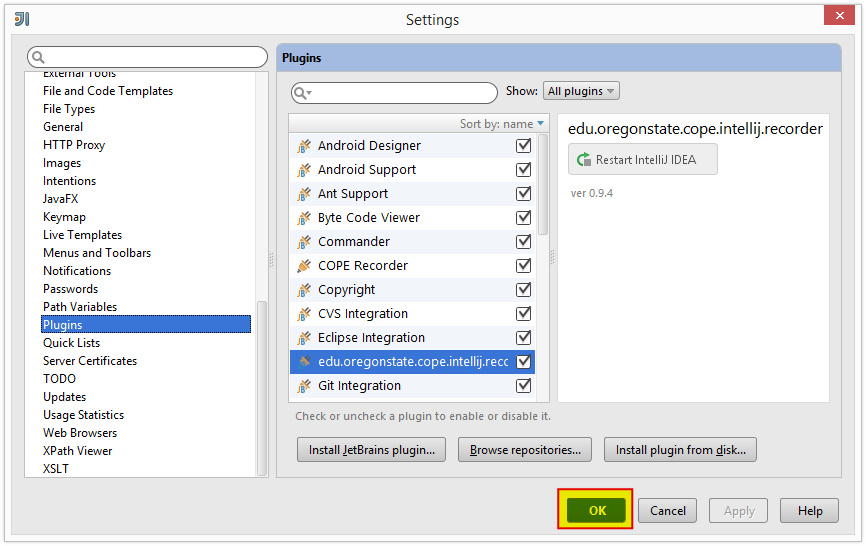 Settings
External Tools
File and Code Templates
File Types
General
HTTP Proxy
Images
Intentions
JavaFX
Keymap
Live Templates
Menus and Toolbars
Notifications
Passwords
Path Variables
Plugins
Quick Lists
Server Certificates
TODO
Updates
Usage Statistics
Web Browsers
XPath Viewer
XSLT
Plugins
Show: All plugins
Sort by: name
Android Designer
Android Support
Ant Support
Byte Code Viewer
Commander
COPE Recorder
Copyright
CVS Integration
Eclipse Integration
edu.oregonstate.cope.intellij.reco
Git Integration
edu.oregonstate.cope.intellij.recorder
Restart IntelliJ IDEA
ver 0.9.4
Check or uncheck a plugin to enable or disable it.
Install JetBrains plugin... Browse repositories... Install plugin from disk...
OK Cancel Apply Help